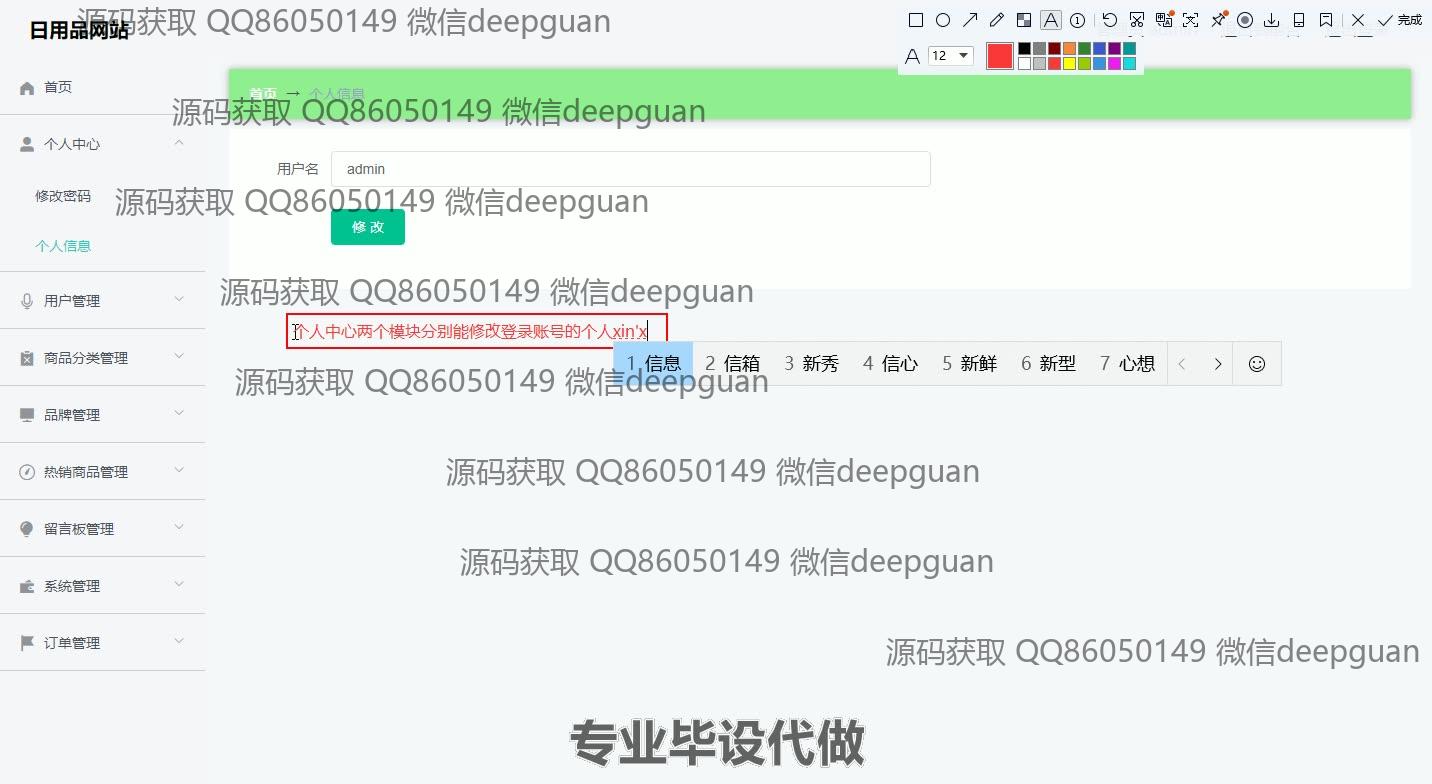 源码获取 QQ86050149 微信deepguan
日用品网站
12
完成
首页
首页 → 个人信息
源码获取 QQ86050149 微信deepguan
个人中心
用户名 admin
修改密码
源码获取 QQ86050149 微信deepguan
修 改
个人信息
源码获取 QQ86050149 微信deepguan
用户管理
个人中心两个模块分别能修改登录账号的个人xin'x
1 信息 2 信箱 3 新秀 4 信心 5 新鲜 6 新型 7 心想
商品分类管理
源码获取 QQ86050149 微信deepguan
品牌管理
热销商品管理
源码获取 QQ86050149 微信deepguan
留言板管理
源码获取 QQ86050149 微信deepguan
系统管理
订单管理
源码获取 QQ86050149 微信deepguan
专业毕设代做